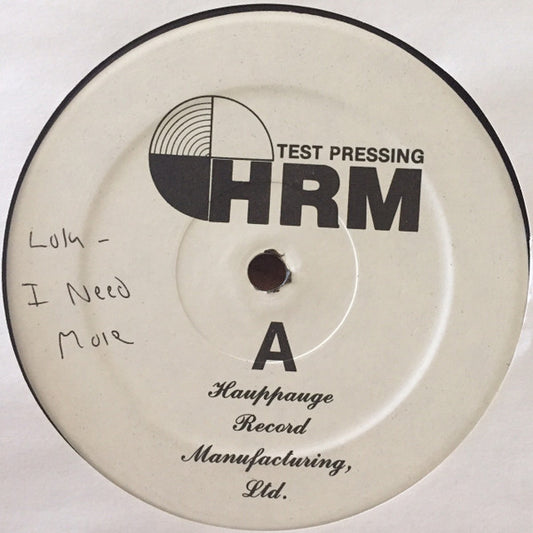 TEST PRESSING
HRM
Lola -
I Need
More
A
Hauppauge
Record
Manufacturing,
Ltd.